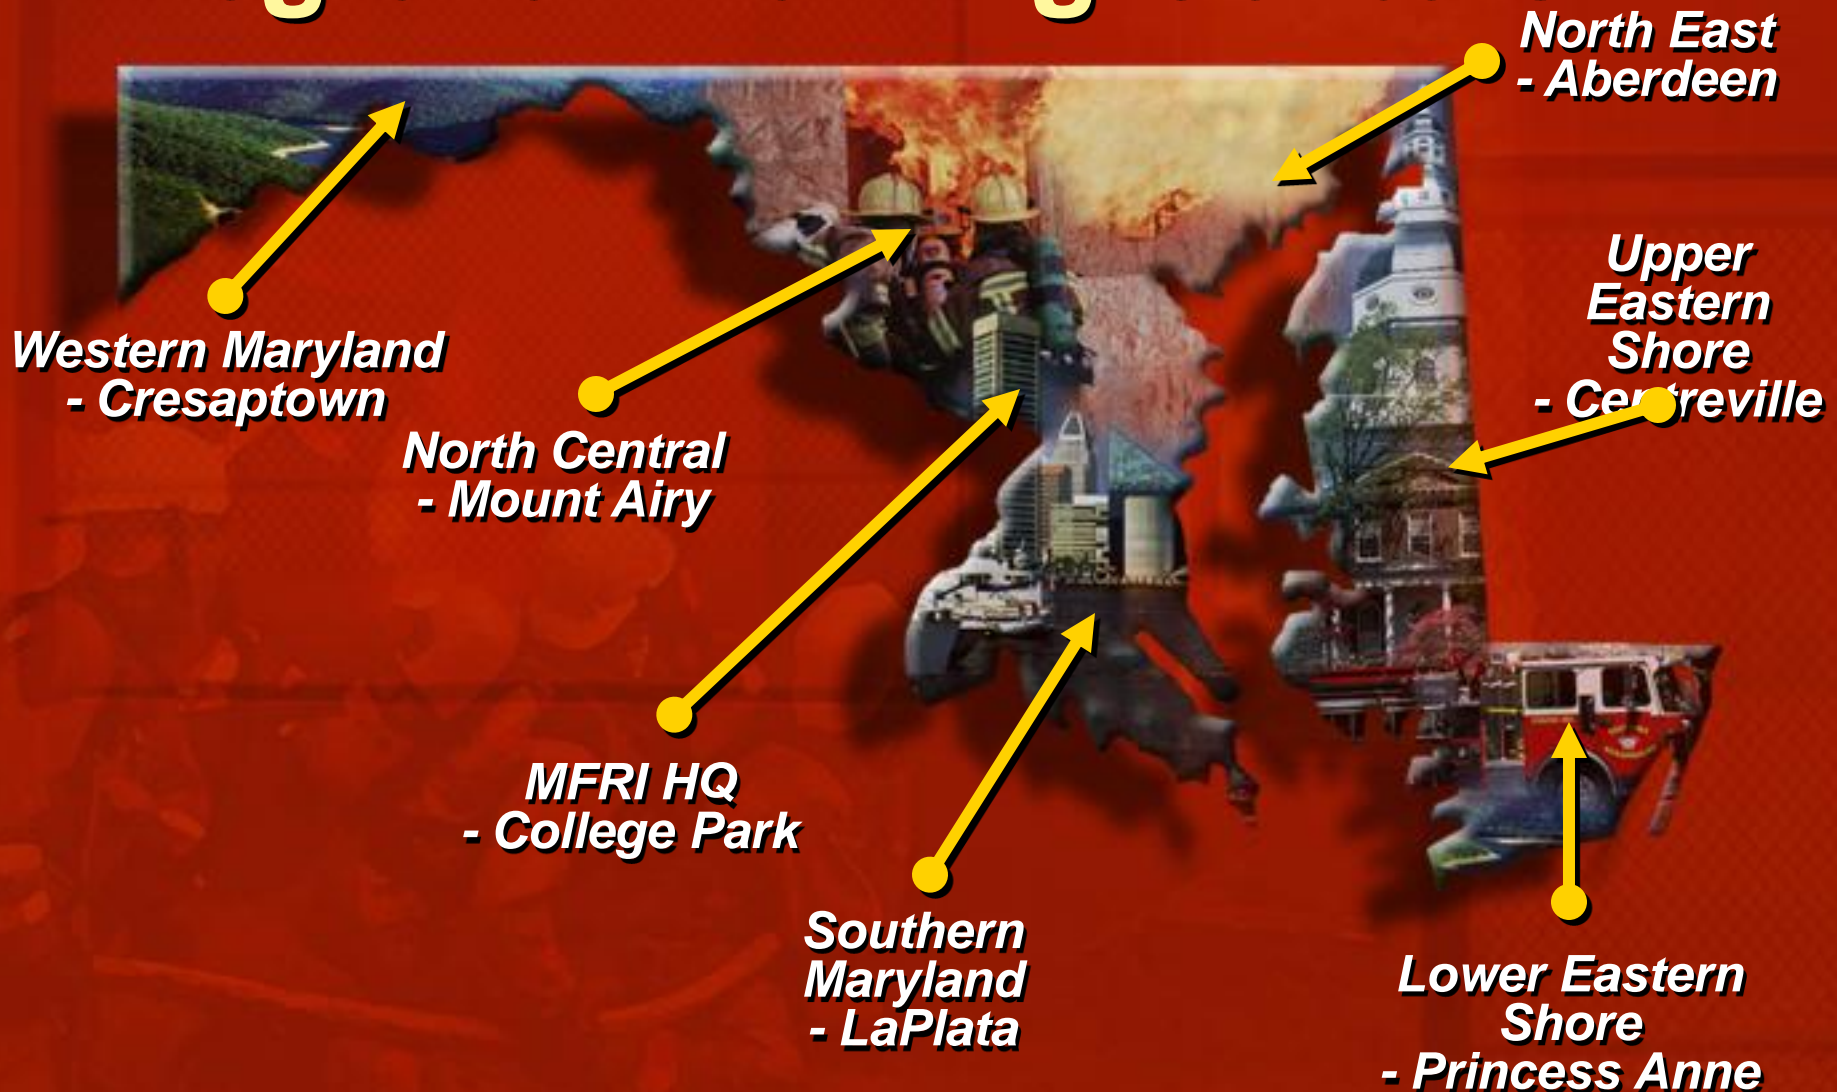 North East
- Aberdeen
Upper
Eastern
Shore
- Centreville
Western Maryland
- Cresaptown
North Central
- Mount Airy
MFRI HQ
- College Park
Southern
Maryland
- LaPlata
Lower Eastern
Shore
- Princess Anne